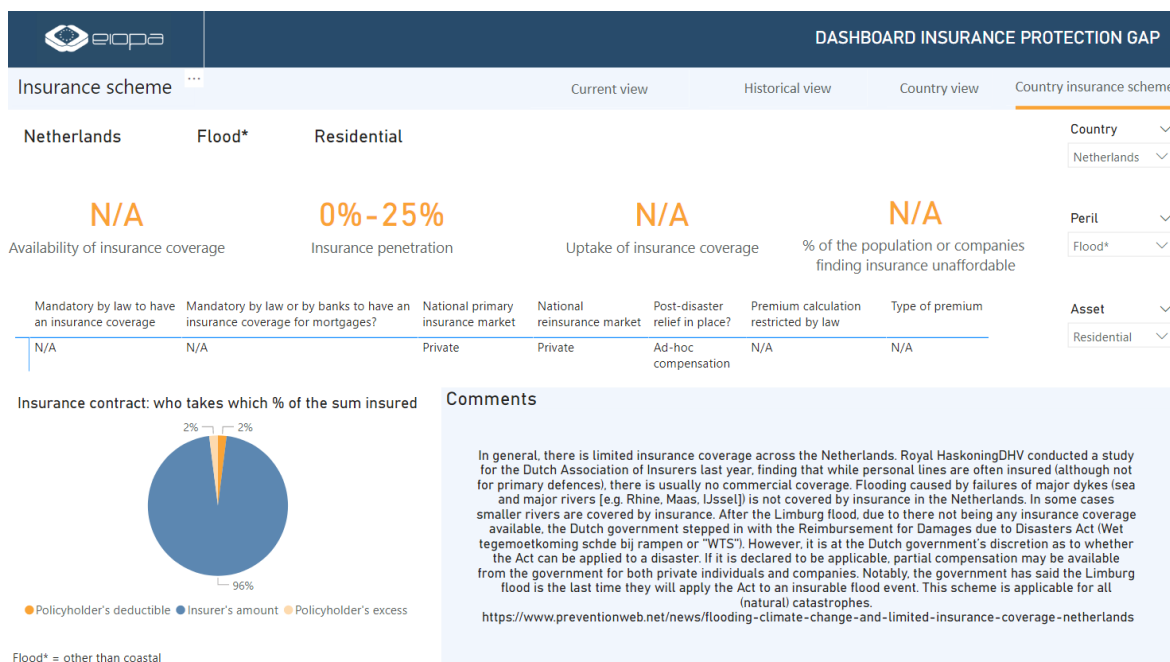 eiopa
DASHBOARD INSURANCE PROTECTION GAP
Insurance scheme ...
Current view
Historical view
Country view
Country insurance scheme
Netherlands
Flood*
Residential
Country
Netherlands
N/A
Availability of insurance coverage
0%-25%
Insurance penetration
N/A
Uptake of insurance coverage
N/A
% of the population or companies
finding insurance unaffordable
Peril
Flood*
Asset
Residential
Mandatory by law to have
an insurance coverage
Mandatory by law or by banks to have an
insurance coverage for mortgages?
National primary
insurance market
National
reinsurance market
Post-disaster
relief in place?
Premium calculation
restricted by law
Type of premium
N/A
N/A
Private
Private
Ad-hoc
compensation
N/A
N/A
Insurance contract: who takes which % of the sum insured
2%
2%
96%
Policyholder's deductible
Insurer's amount
Policyholder's excess
Comments
In general, there is limited insurance coverage across the Netherlands. Royal HaskoningDHV conducted a study
for the Dutch Association of Insurers last year, finding that while personal lines are often insured (although not
for primary defences), there is usually no commercial coverage. Flooding caused by failures of major dykes (sea
and major rivers [e.g. Rhine, Maas, IJssel]) is not covered by insurance in the Netherlands. In some cases
smaller rivers are covered by insurance. After the Limburg flood, due to there not being any insurance coverage
available, the Dutch government stepped in with the Reimbursement for Damages due to Disasters Act (Wet
tegemoetkoming schde bij rampen or "WTS"). However, it is at the Dutch government's discretion as to whether
the Act can be applied to a disaster. If it is declared to be applicable, partial compensation may be available
from the government for both private individuals and companies. Notably, the government has said the Limburg
flood is the last time they will apply the Act to an insurable flood event. This scheme is applicable for all
(natural) catastrophes.
https://www.preventionweb.net/news/flooding-climate-change-and-limited-insurance-coverage-netherlands
Flood* = other than coastal